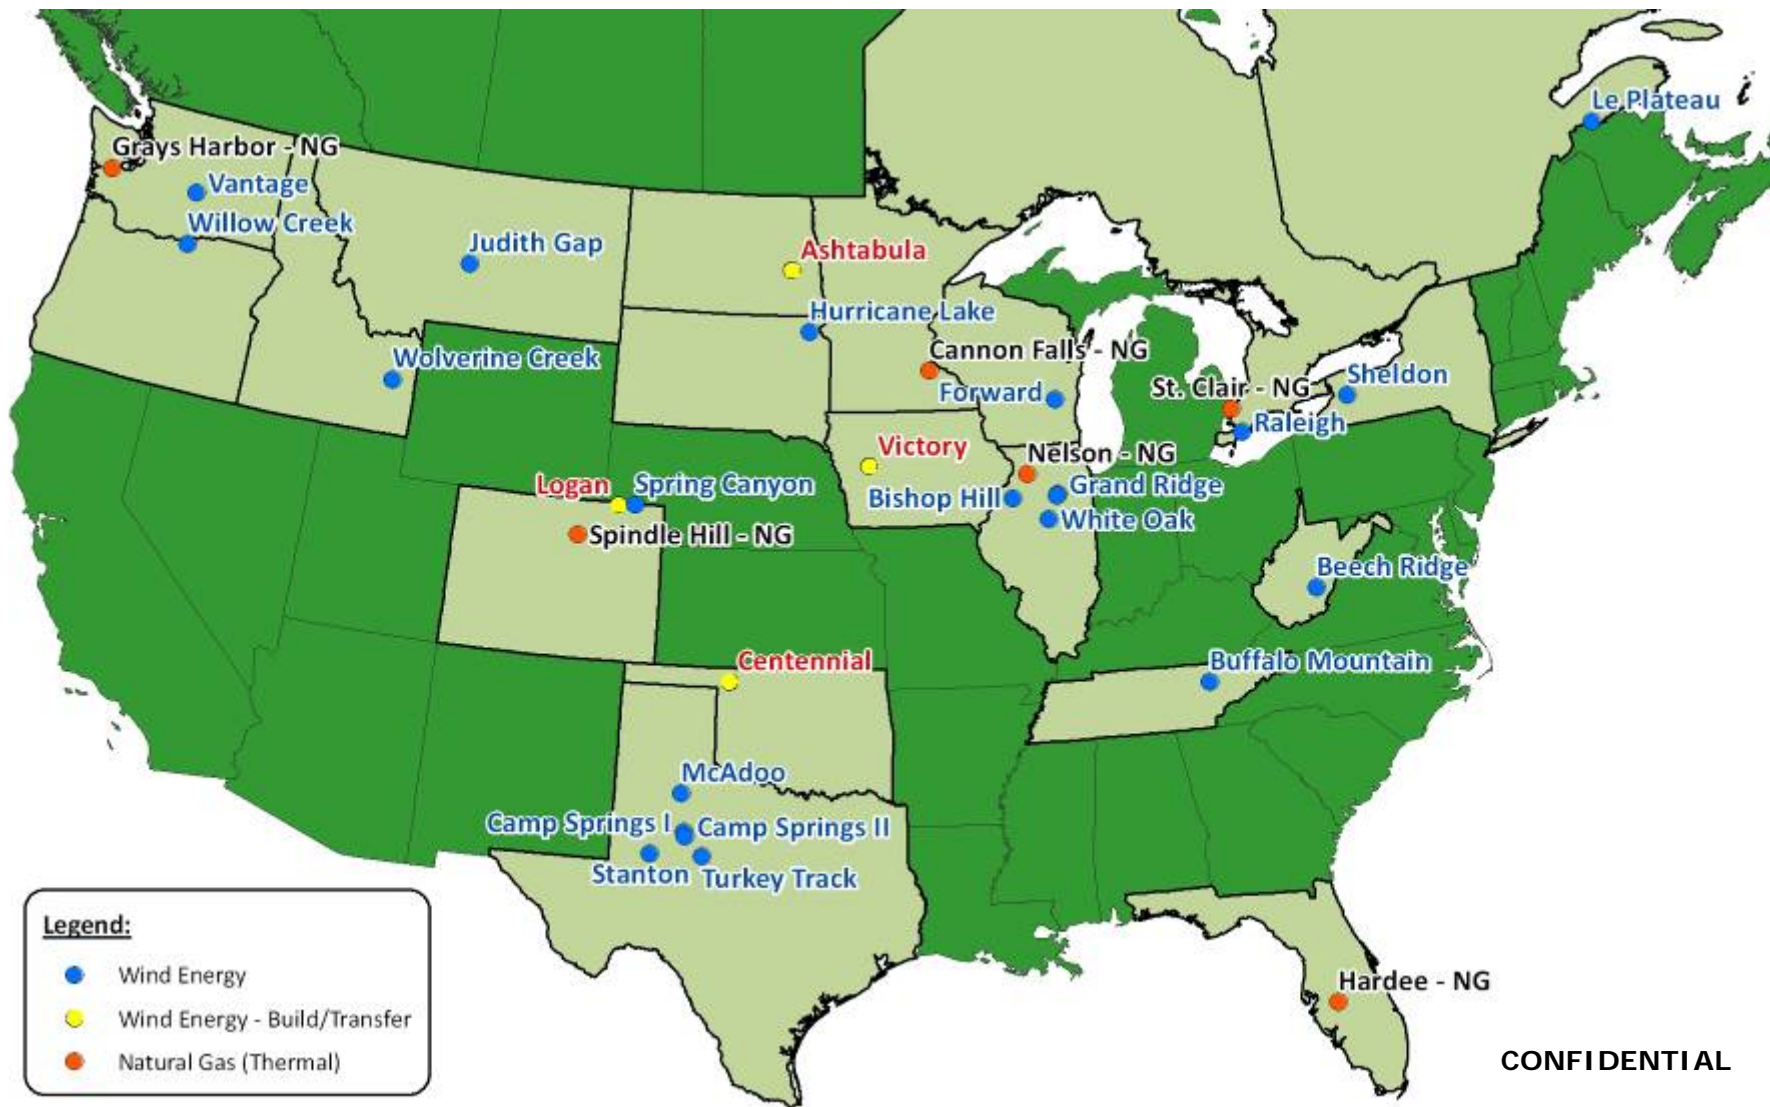 Le Plateau
Grays Harbor - NG
Vantage
Willow Creek
Judith Gap
Ashtabula
Hurricane Lake
Cannon Falls - NG
Wolverine Creek
Forward
St. Clair - NG
Sheldon
Raleigh
Victory
Nelson - NG
Logan
Spring Canyon
Bishop Hill
Grand Ridge
White Oak
Spindle Hill - NG
Beech Ridge
Centennial
Buffalo Mountain
McAdoo
Camp Springs I
Camp Springs II
Stanton
Turkey Track
Hardee - NG
Legend:
Wind Energy
Wind Energy - Build/Transfer
Natural Gas (Thermal)
CONFIDENTIAL